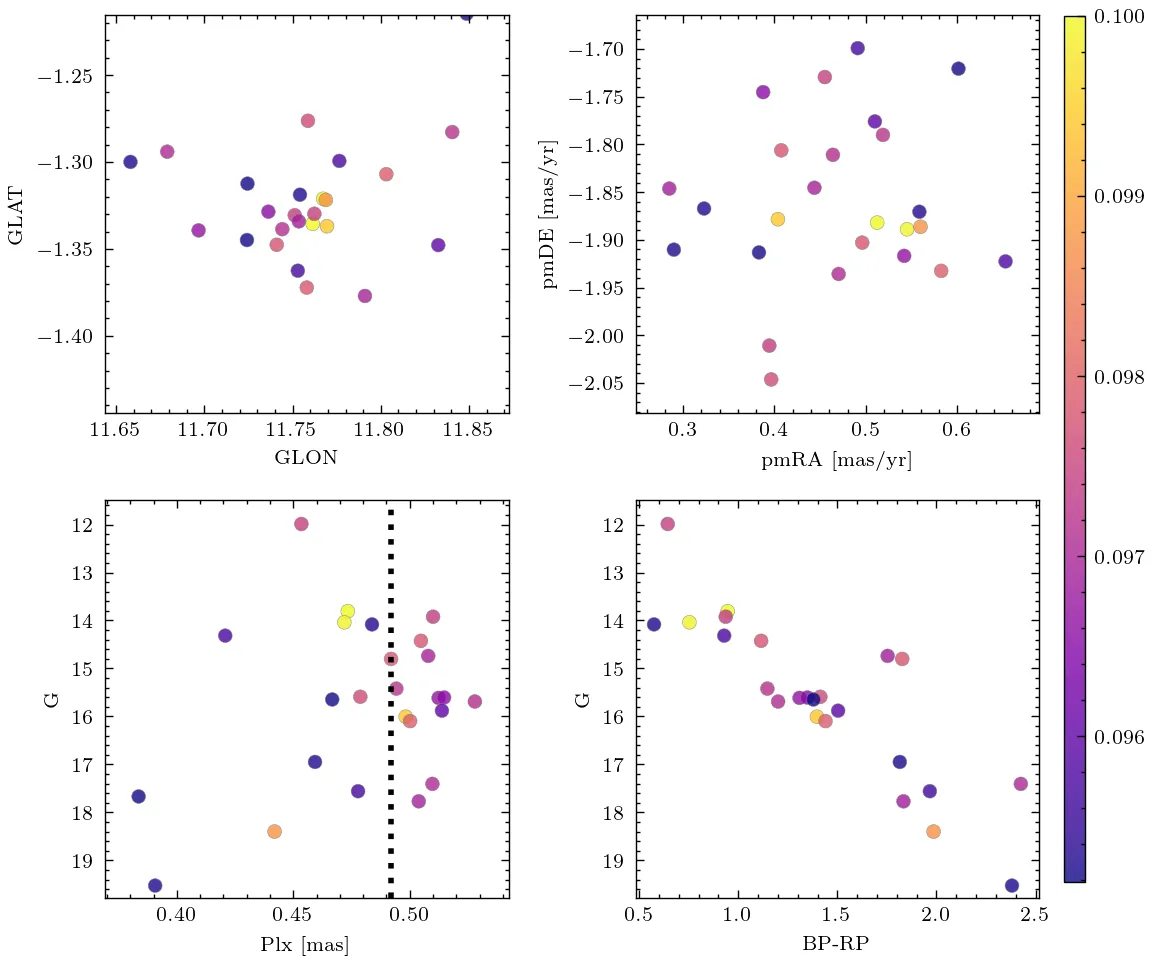 −1.25
−1.30
−1.35
−1.40
GLAT
11.65 11.70 11.75 11.80 11.85
GLON
−1.70
−1.75
−1.80
−1.85
−1.90
−1.95
−2.00
−2.05
pmDE [mas/yr]
0.3 0.4 0.5 0.6
pmRA [mas/yr]
0.100
0.099
0.098
0.097
0.096
12
13
14
15
16
17
18
19
G
0.40 0.45 0.50
Plx [mas]
12
13
14
15
16
17
18
19
G
0.5 1.0 1.5 2.0 2.5
BP-RP